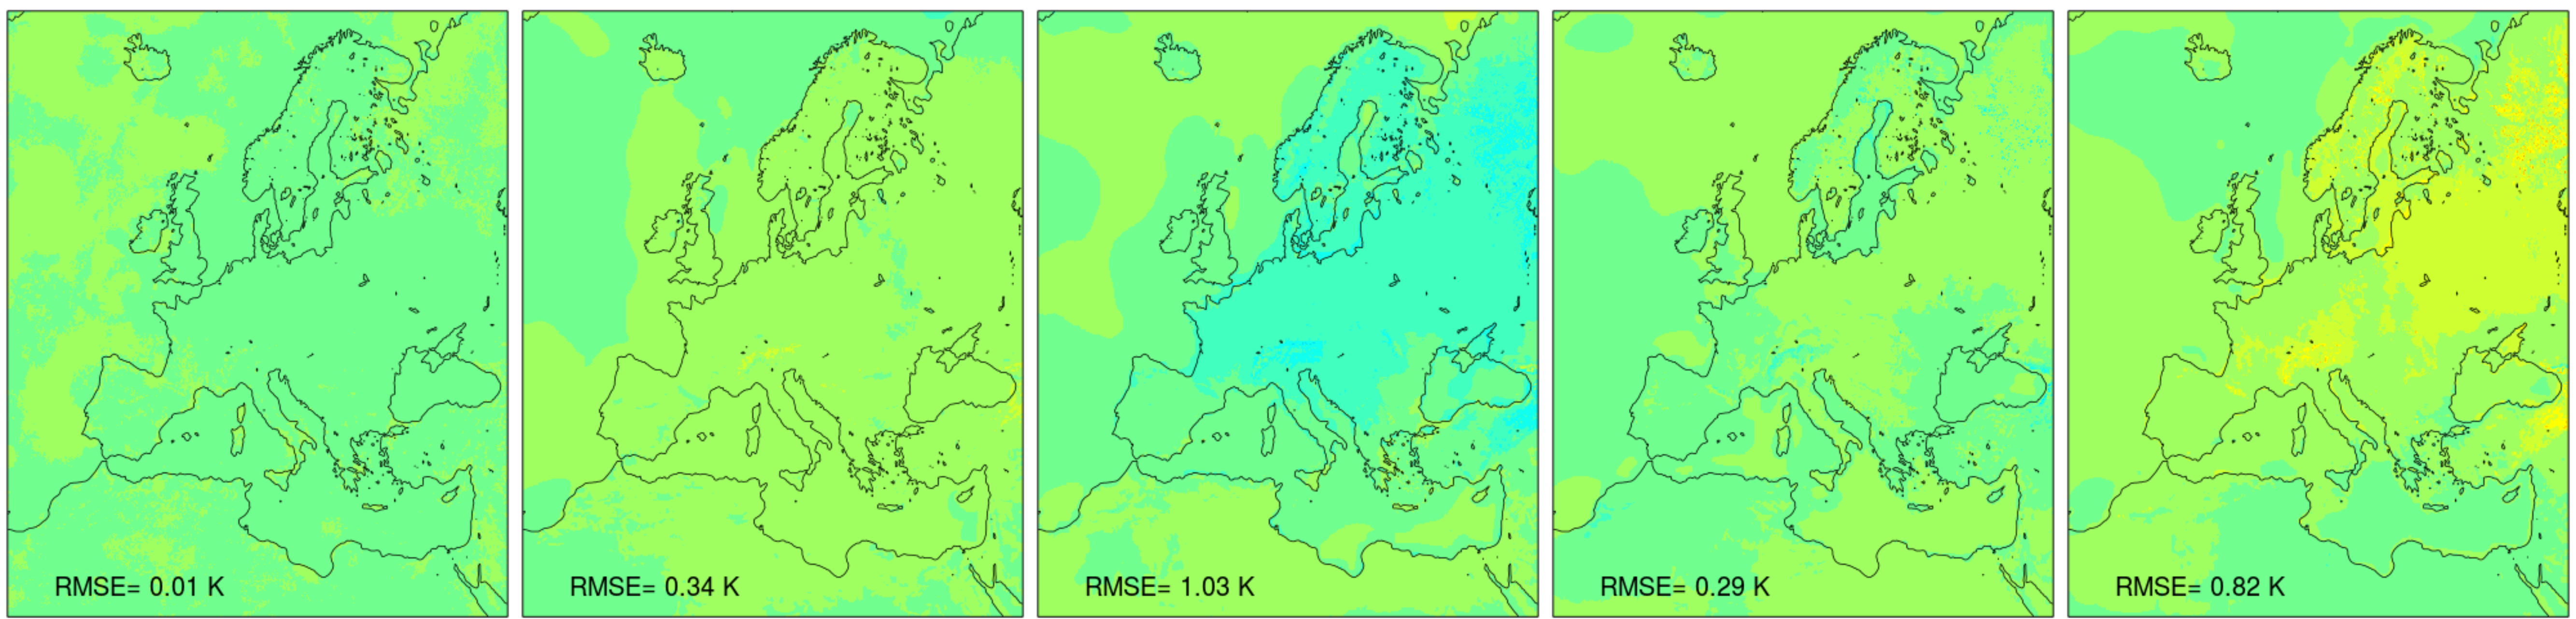 RMSE= 0.01 K
RMSE= 0.34 K
RMSE= 1.03 K
RMSE= 0.29 K
RMSE= 0.82 K